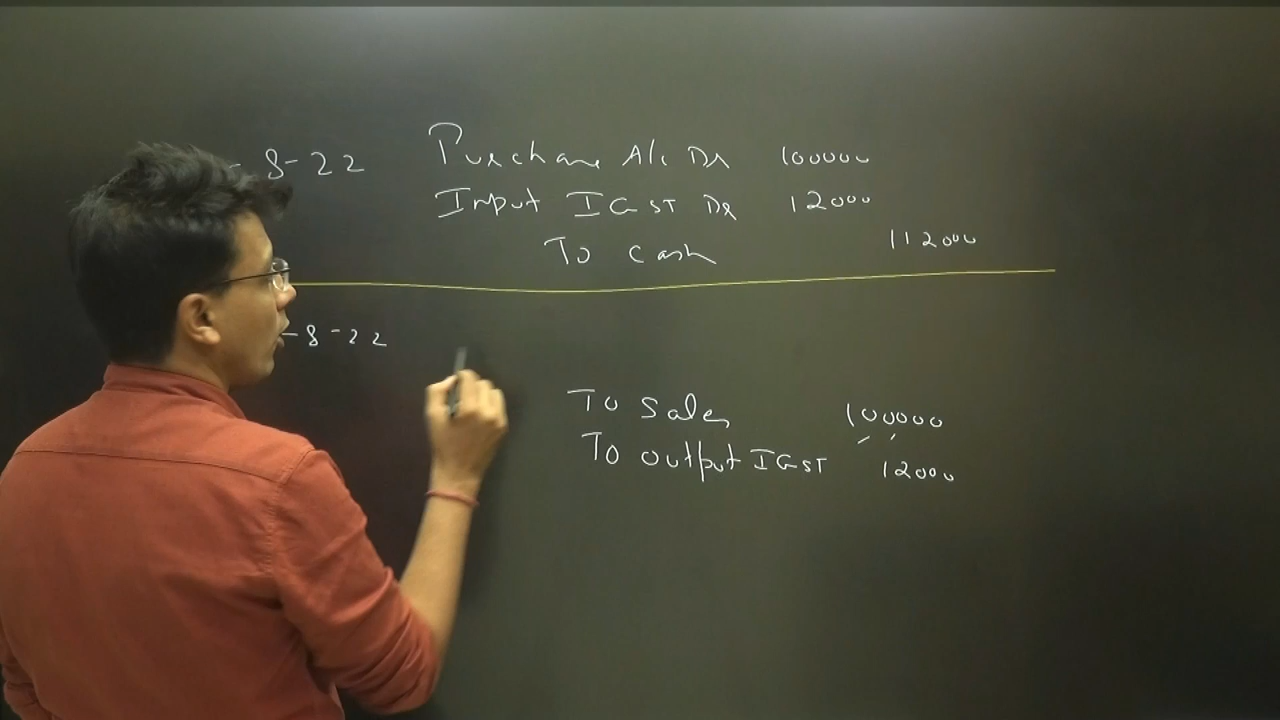 - 8-22 Purchase A/c Dr 100000
Input IGST Dr 12000
To cash 112000
- 8 - 22
To sales 100000
To output IGST 12000